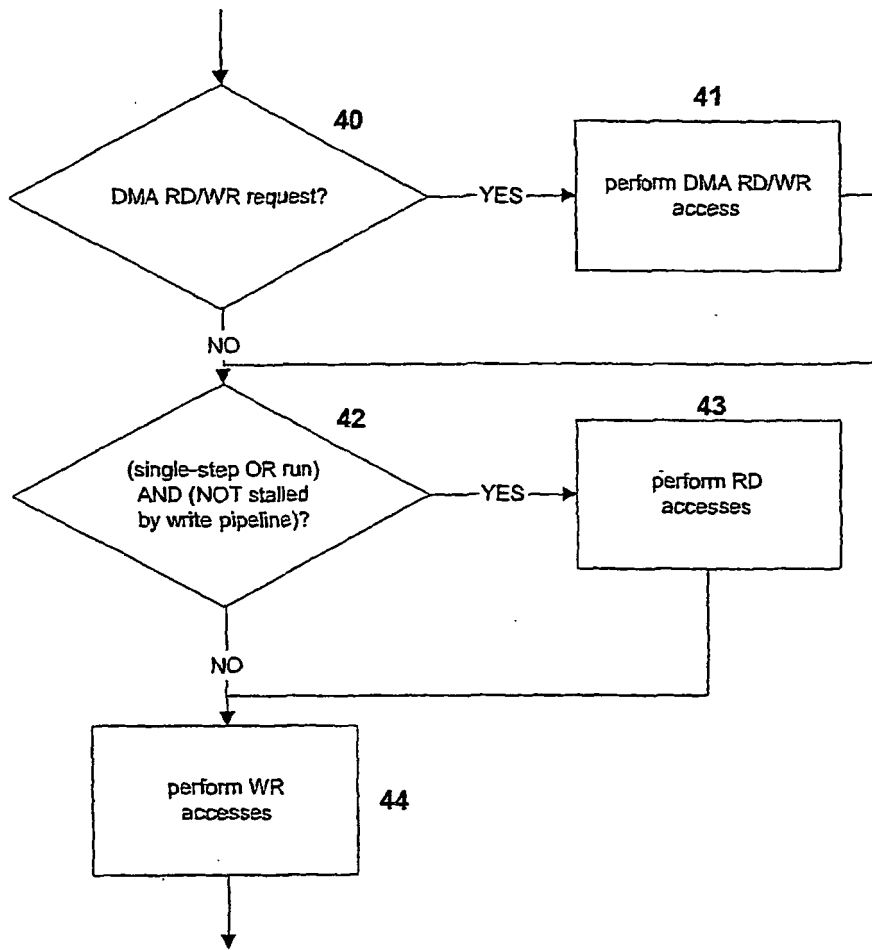 40
DMA RD/WR request?
YES
41
perform DMA RD/WR
access
NO
42
(single-step OR run)
AND (NOT stalled
by write pipeline)?
YES
43
perform RD
accesses
NO
perform WR
accesses
44